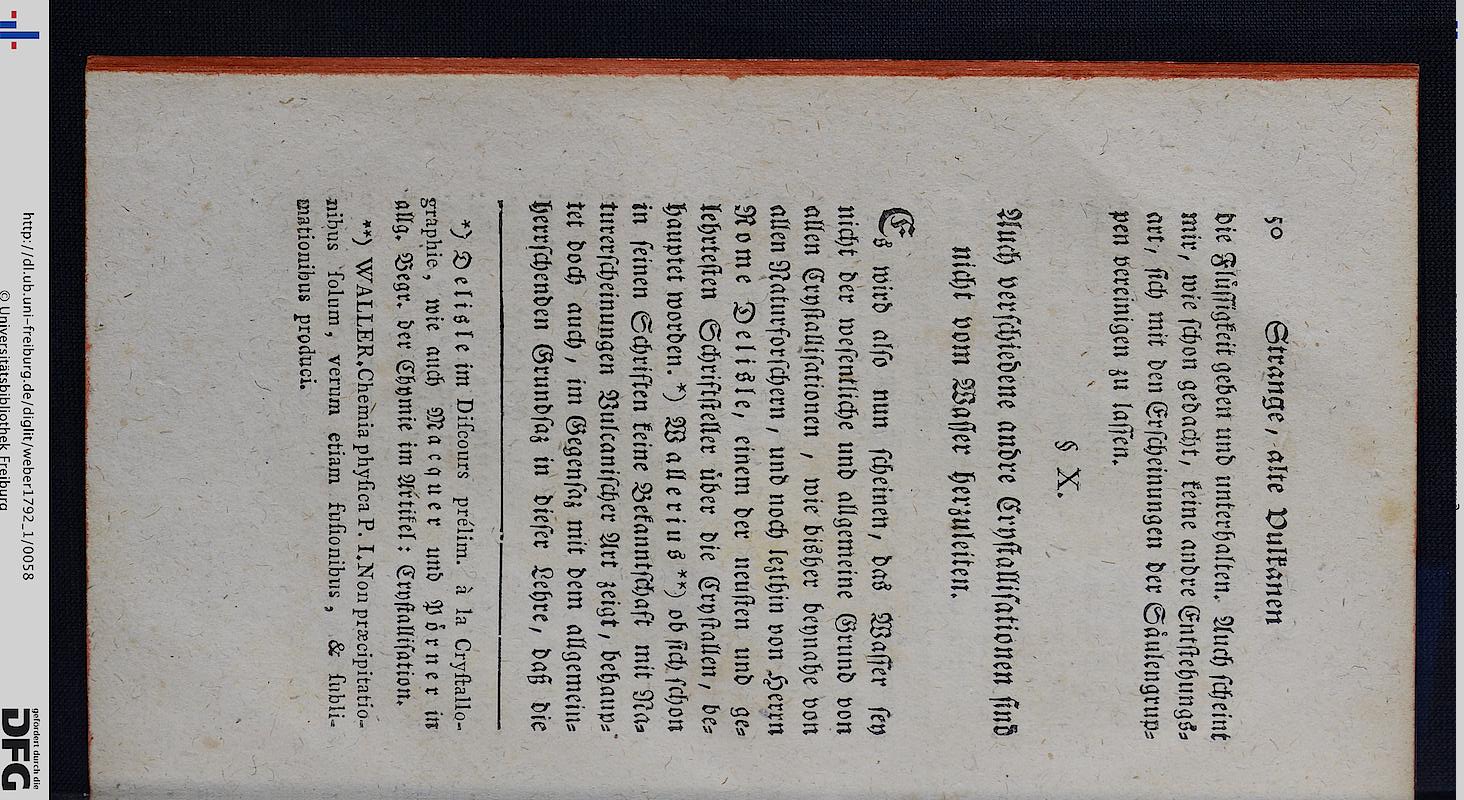 50 Strange, alte Vulkanen
die Flüſſigkeit geben und unterhalten. Auch ſcheint
mir, wie ſchon gedacht, keine andre Entſtehungs⸗
art, ſich mit den Erſcheinungen der Säulengrup⸗
pen vereinigen zu laſſen.
§ X.
Auch verſchiedene andre Cryſtalliſationen ſind
nicht vom Waſſer herzuleiten.
Es wird alſo nun ſcheinen, das Waſſer ſey
nicht der weſentliche und allgemeine Grund von
allen Cryſtalliſationen, wie bisher beynahe von
allen Naturforſchern, und noch lezthin von Herrn
Rome Delisle, einem der neuſten und ge⸗
lehrteſten Schriftſteller über die Cryſtallen, be⸗
hauptet worden. *) Wallerius **) ob ſich ſchon
in ſeinen Schriften keine Bekanntſchaft mit Na⸗
turerſcheinungen Vulcaniſcher Art zeigt, behaup⸗
tet doch auch, im Gegenſaz mit dem allgemein⸗
herrſchenden Grundſaz in dieſer Lehre, daß die
*) Delisle im Diſcours prélim. à la Cryſtallo-
graphie, wie auch Macquer und Pörner in
allg. Begr. der Chymie im Artikel: Cryſtalliſation.
**) WALLER. Chemia phyſica P. I. Non præcipitatio-
nibus ſolum, verum etiam fuſionibus, & ſubli-
mationibus produci.
http://dl.ub.uni-freiburg.de/diglit/weber1792_1/0058
© Universitätsbibliothek Freiburg
gefördert durch die
DFG